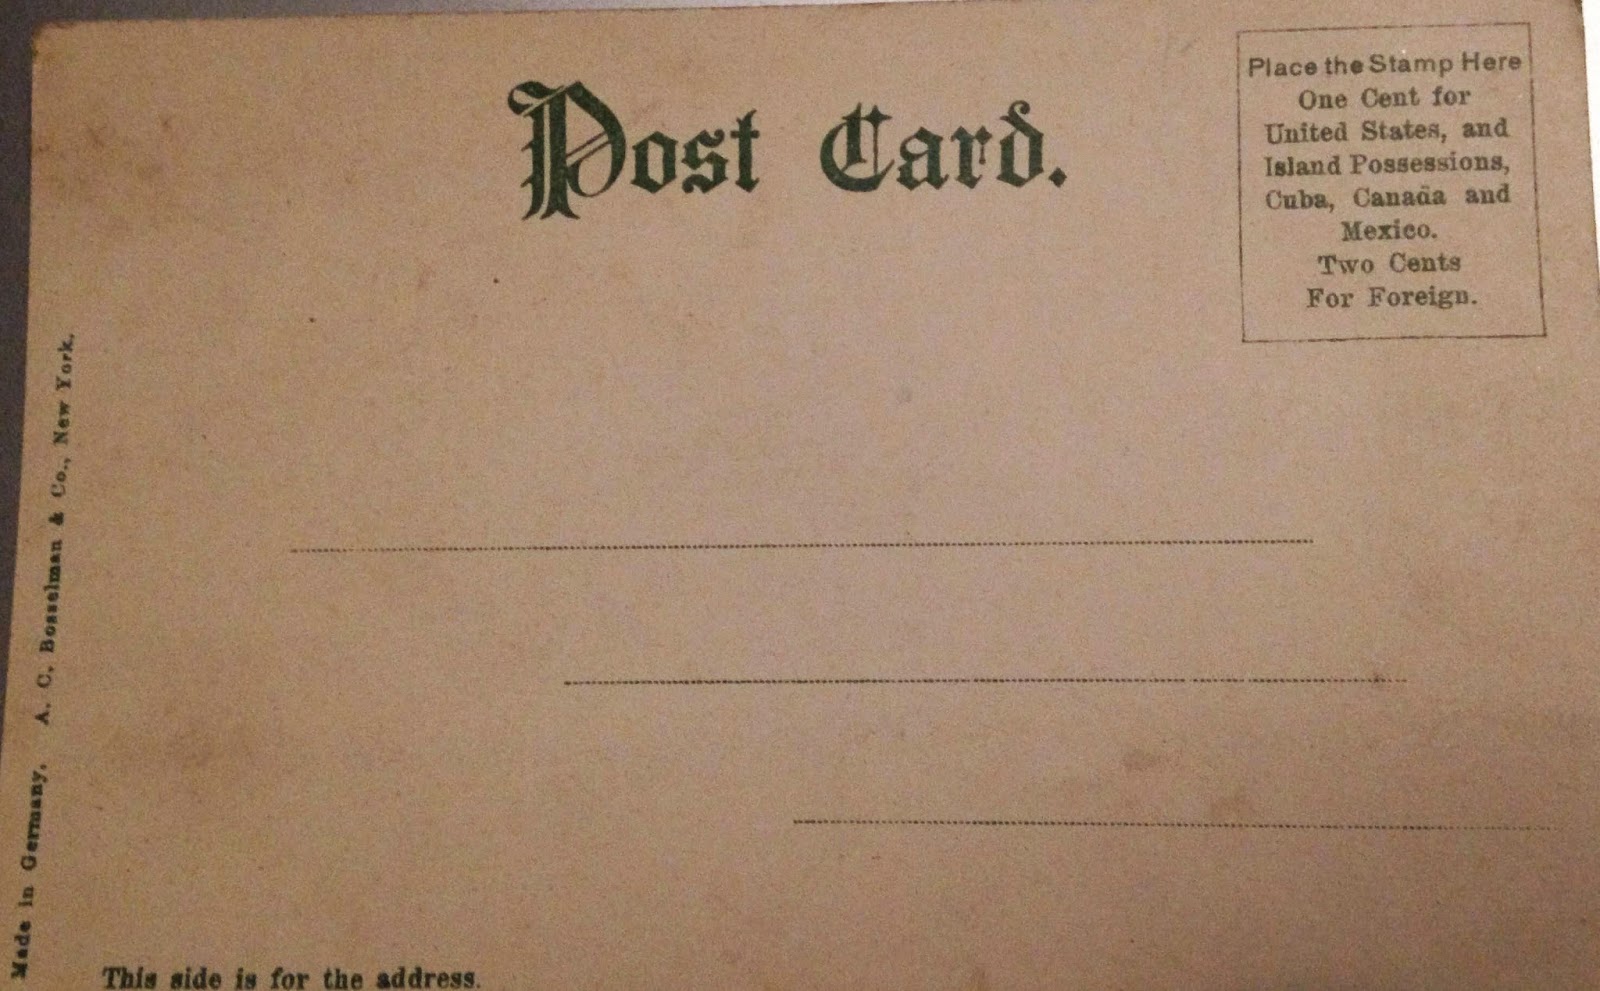 Post Card.
Place the Stamp Here
One Cent for
United States, and
Island Possessions,
Cuba, Canada and
Mexico.
Two Cents
For Foreign.
Made in Germany. A. C. Bosselman & Co., New York.
This side is for the address.